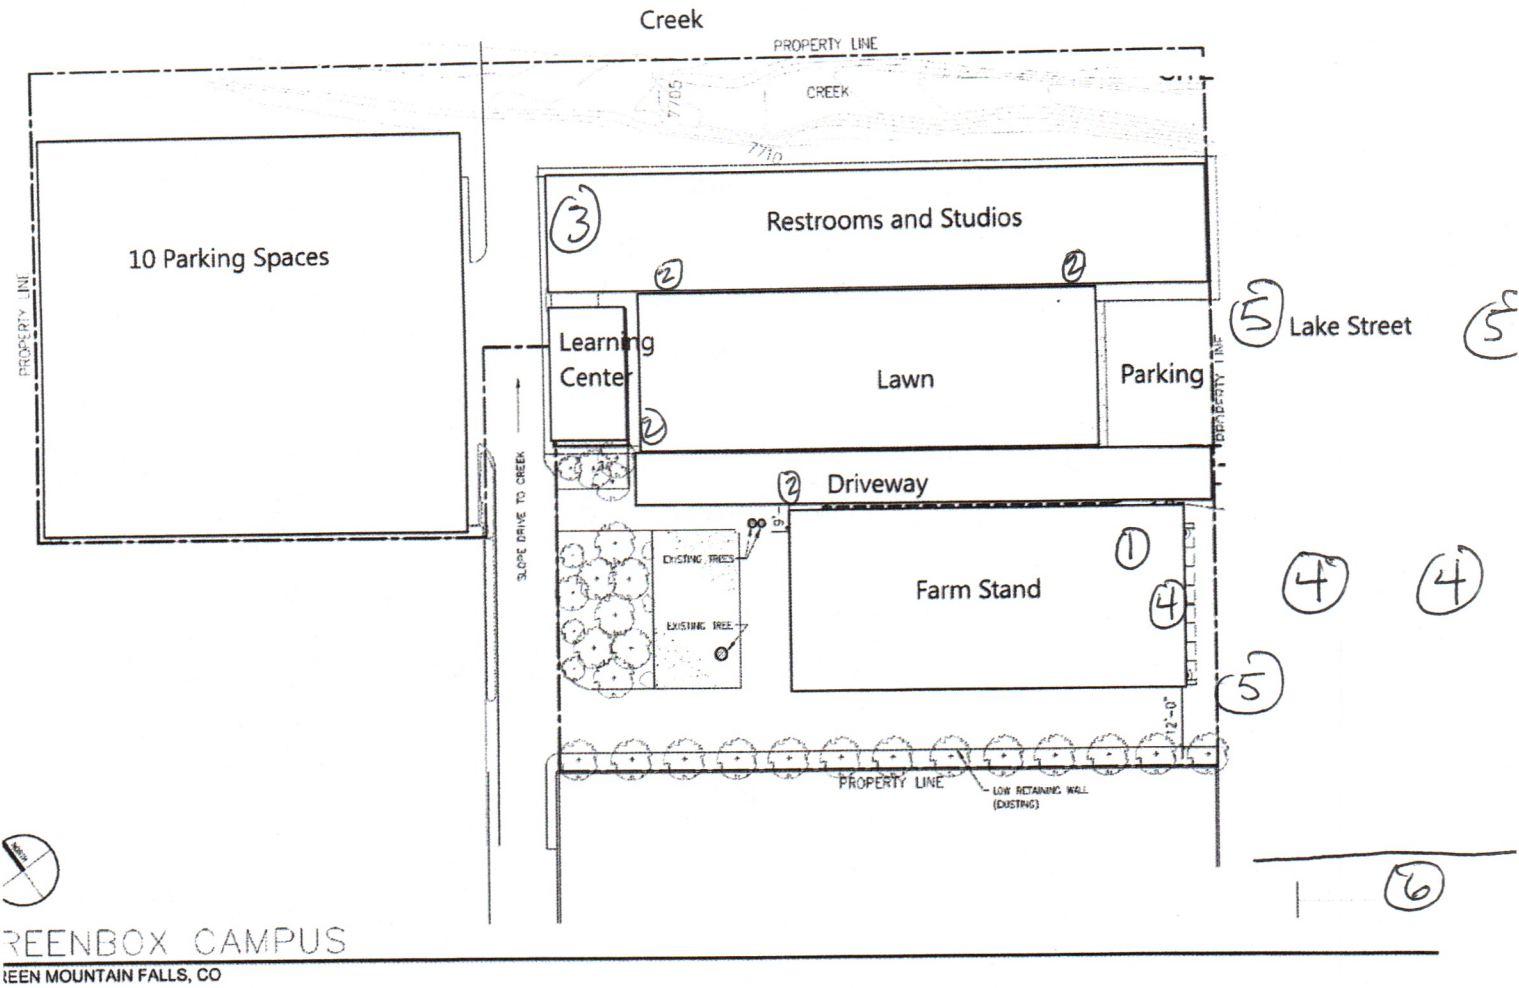 Creek
PROPERTY LINE
CREEK
7705
7710
3
Restrooms and Studios
10 Parking Spaces
2
2
PROPERTY LINE
5
Lake Street
5
Learning
Center
Lawn
Parking
PROPERTY LINE
2
SLOPE DRIVE TO CREEK
2
Driveway
9'-
EXISTING TREES
1
Farm Stand
4
4
4
EXISTING TREE
5
12'-0"
PROPERTY LINE
LOW RETAINING WALL
(EXISTING)
NORTH
6
REENBOX CAMPUS
REEN MOUNTAIN FALLS, CO